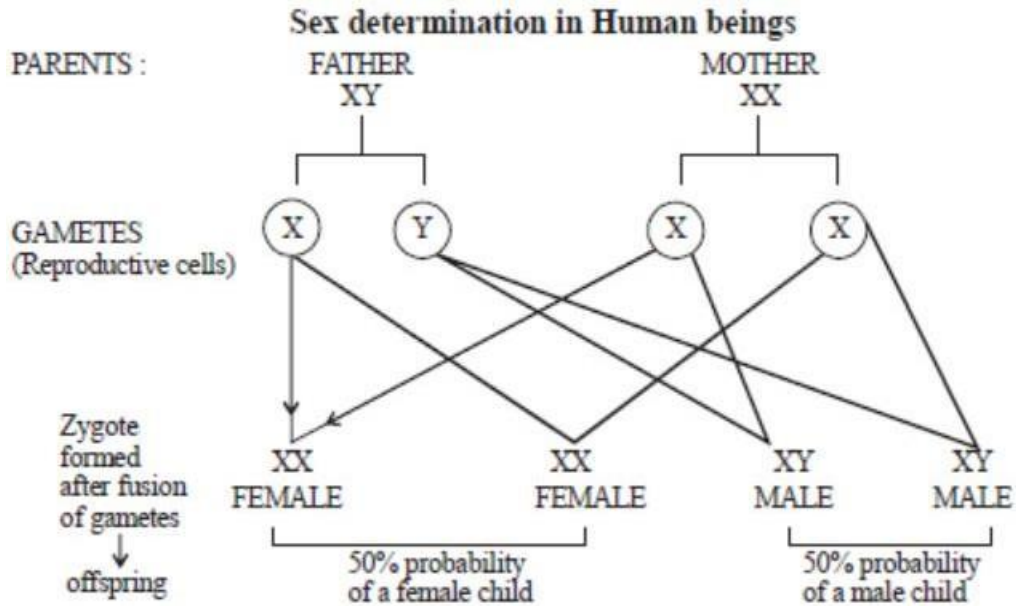 Sex determination in Human beings
PARENTS : FATHER MOTHER
XY XX
X Y X X
GAMETES
(Reproductive cells)
Zygote
formed
after fusion
of gametes
offspring
XX XX XY XY
FEMALE FEMALE MALE MALE
50% probability
of a female child
50% probability
of a male child